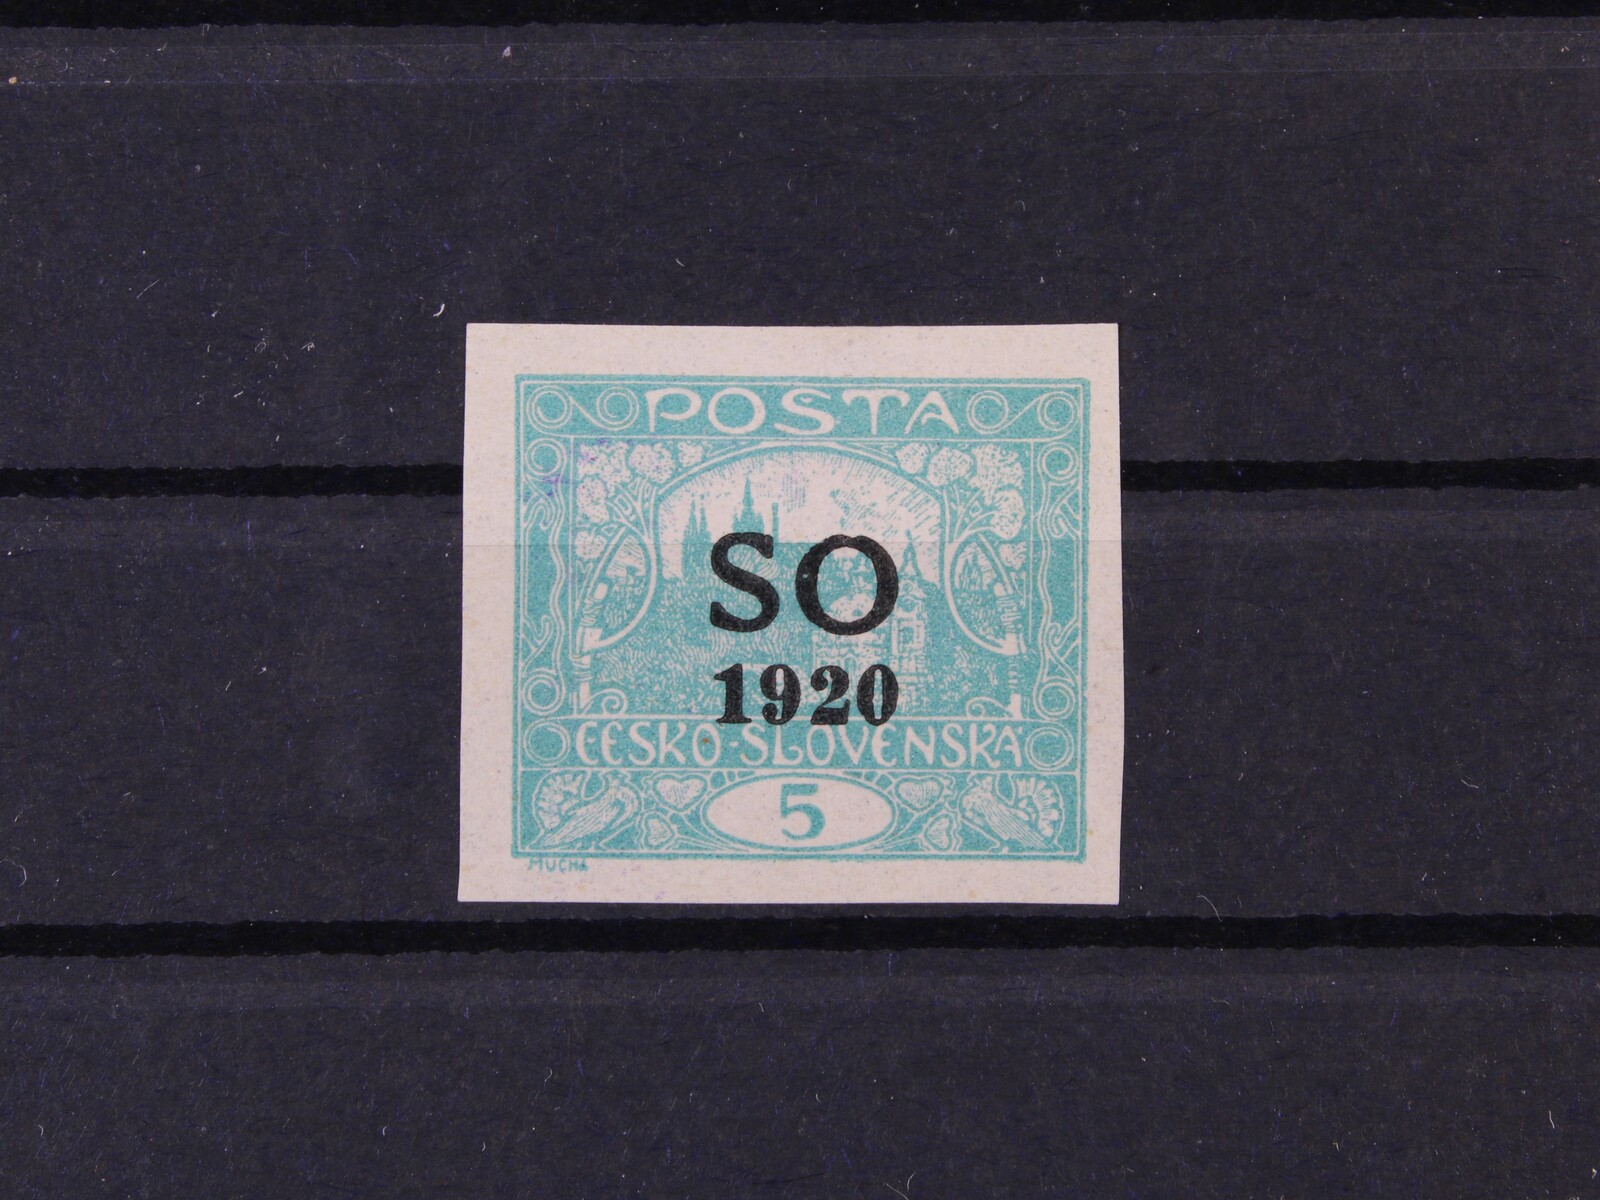 POSTA
SO
1920
ČESKO-SLOVENSKÁ
5
MUCHA